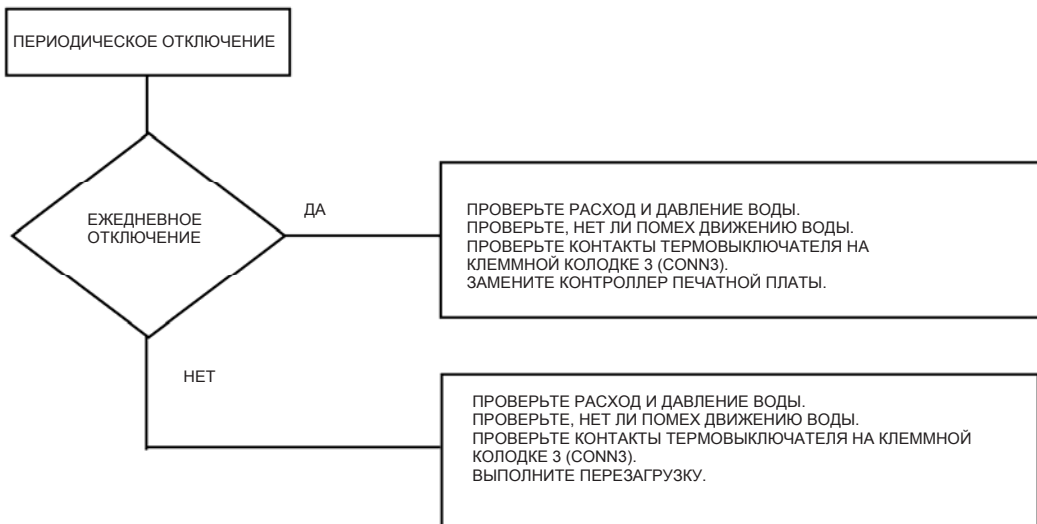 ПЕРИОДИЧЕСКОЕ ОТКЛЮЧЕНИЕ
ЕЖЕДНЕВНОЕ
ОТКЛЮЧЕНИЕ
ДА
ПРОВЕРЬТЕ РАСХОД И ДАВЛЕНИЕ ВОДЫ.
ПРОВЕРЬТЕ, НЕТ ЛИ ПОМЕХ ДВИЖЕНИЮ ВОДЫ.
ПРОВЕРЬТЕ КОНТАКТЫ ТЕРМОВЫКЛЮЧАТЕЛЯ НА
КЛЕММНОЙ КОЛОДКЕ 3 (CONN3).
ЗАМЕНИТЕ КОНТРОЛЛЕР ПЕЧАТНОЙ ПЛАТЫ.
НЕТ
ПРОВЕРЬТЕ РАСХОД И ДАВЛЕНИЕ ВОДЫ.
ПРОВЕРЬТЕ, НЕТ ЛИ ПОМЕХ ДВИЖЕНИЮ ВОДЫ.
ПРОВЕРЬТЕ КОНТАКТЫ ТЕРМОВЫКЛЮЧАТЕЛЯ НА КЛЕММНОЙ
КОЛОДКЕ 3 (CONN3).
ВЫПОЛНИТЕ ПЕРЕЗАГРУЗКУ.